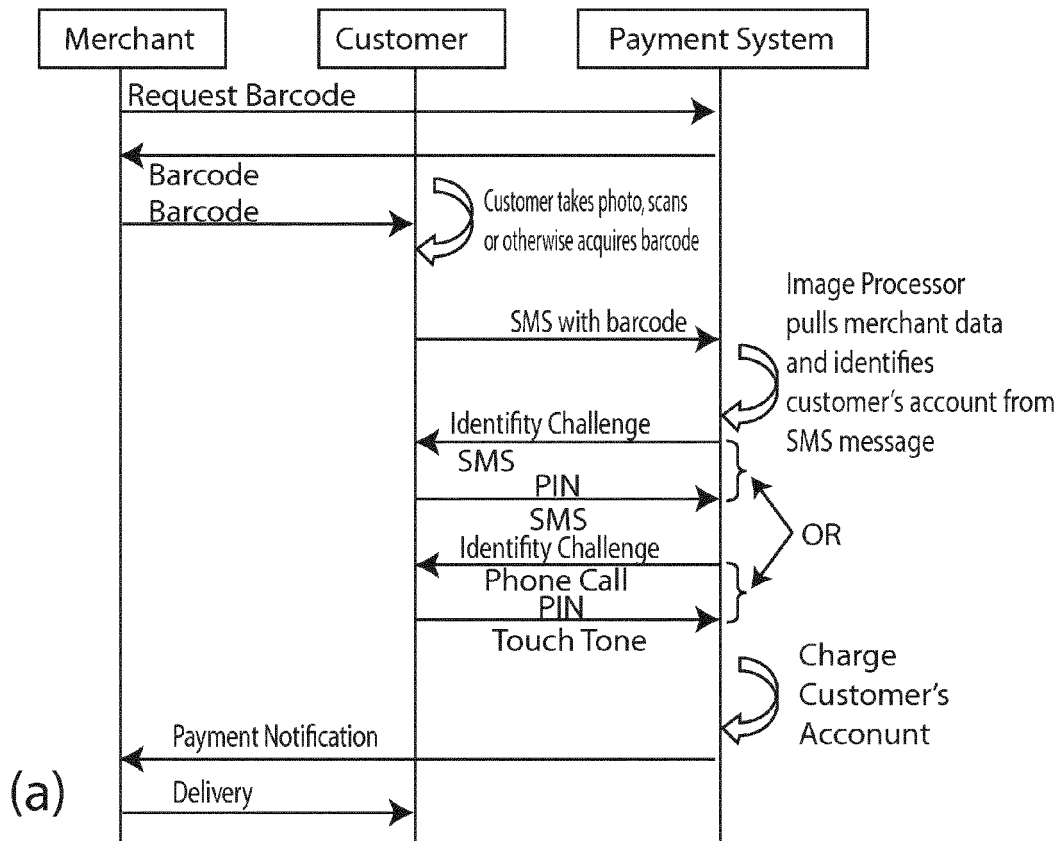 Merchant
Customer
Payment System
Request Barcode
Barcode
Barcode
Customer takes photo, scans
or otherwise acquires barcode
SMS with barcode
Image Processor
pulls merchant data
and identifies
customer's account from
SMS message
Identifity Challenge
SMS
PIN
SMS
OR
Identifity Challenge
Phone Call
PIN
Touch Tone
Charge
Customer's
Acconunt
Payment Notification
(a)
Delivery